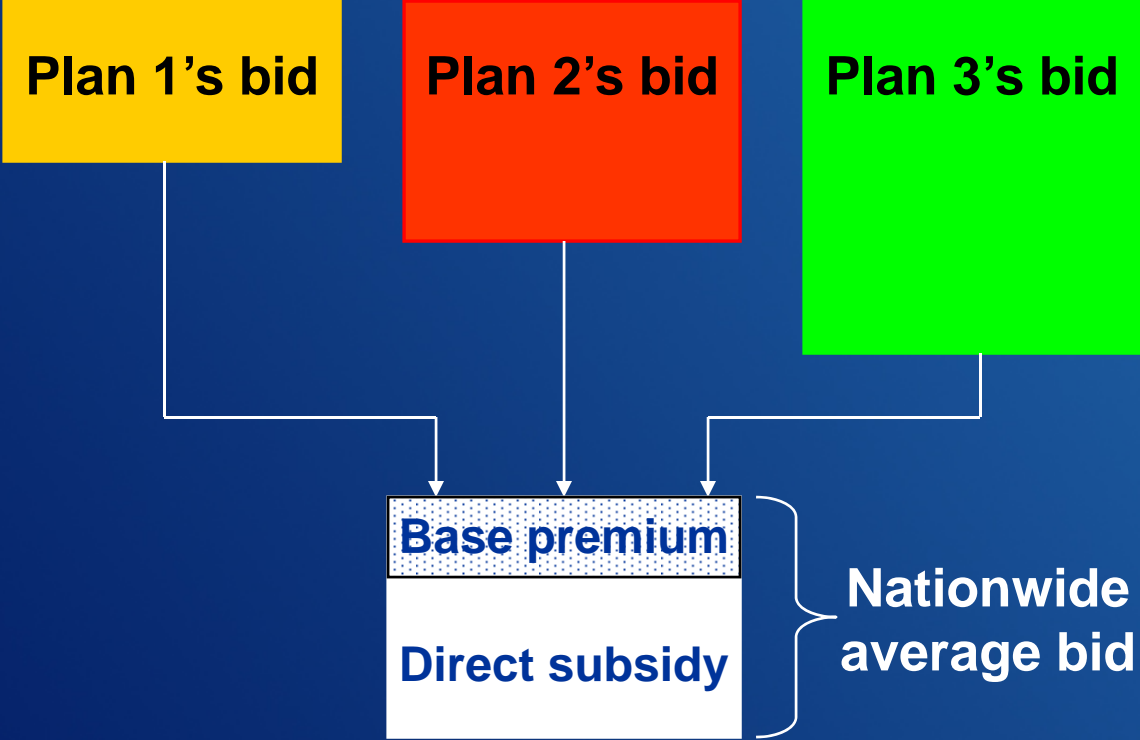 Plan 1’s bid
Plan 2’s bid
Plan 3’s bid
Base premium
Direct subsidy
Nationwide
average bid